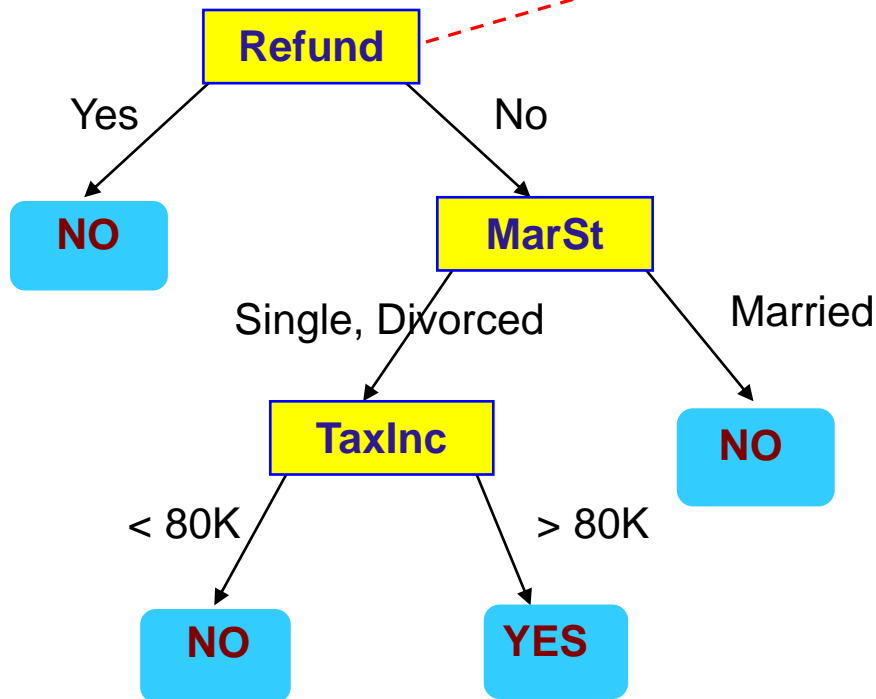 Refund
Yes
No
NO
MarSt
Single, Divorced
Married
TaxInc
NO
< 80K
> 80K
NO
YES